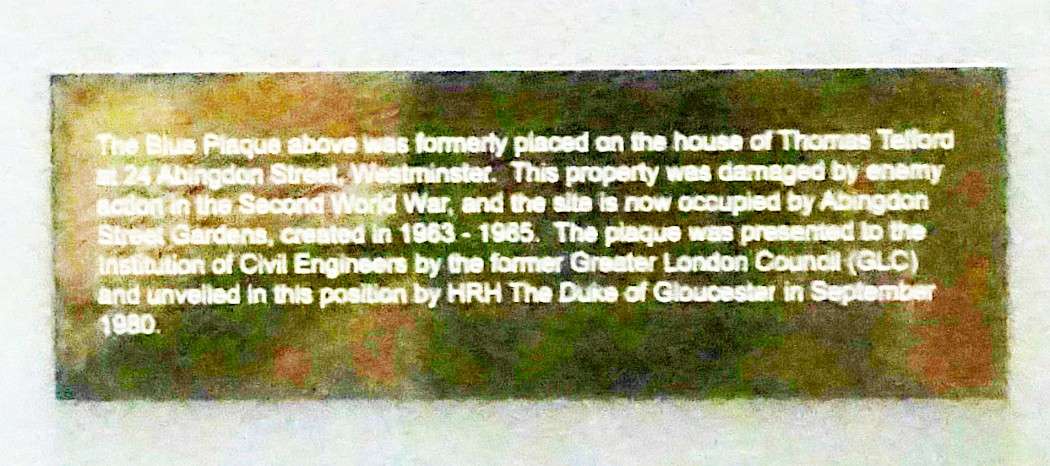 The Blue Plaque above was formerly placed on the house of Thomas Telford
at 24 Abingdon Street, Westminster. This property was damaged by enemy
action in the Second World War, and the site is now occupied by Abingdon
Street Gardens, created in 1963 - 1965. The plaque was presented to the
Institution of Civil Engineers by the former Greater London Council (GLC)
and unveiled in this position by HRH The Duke of Gloucester in September
1980.